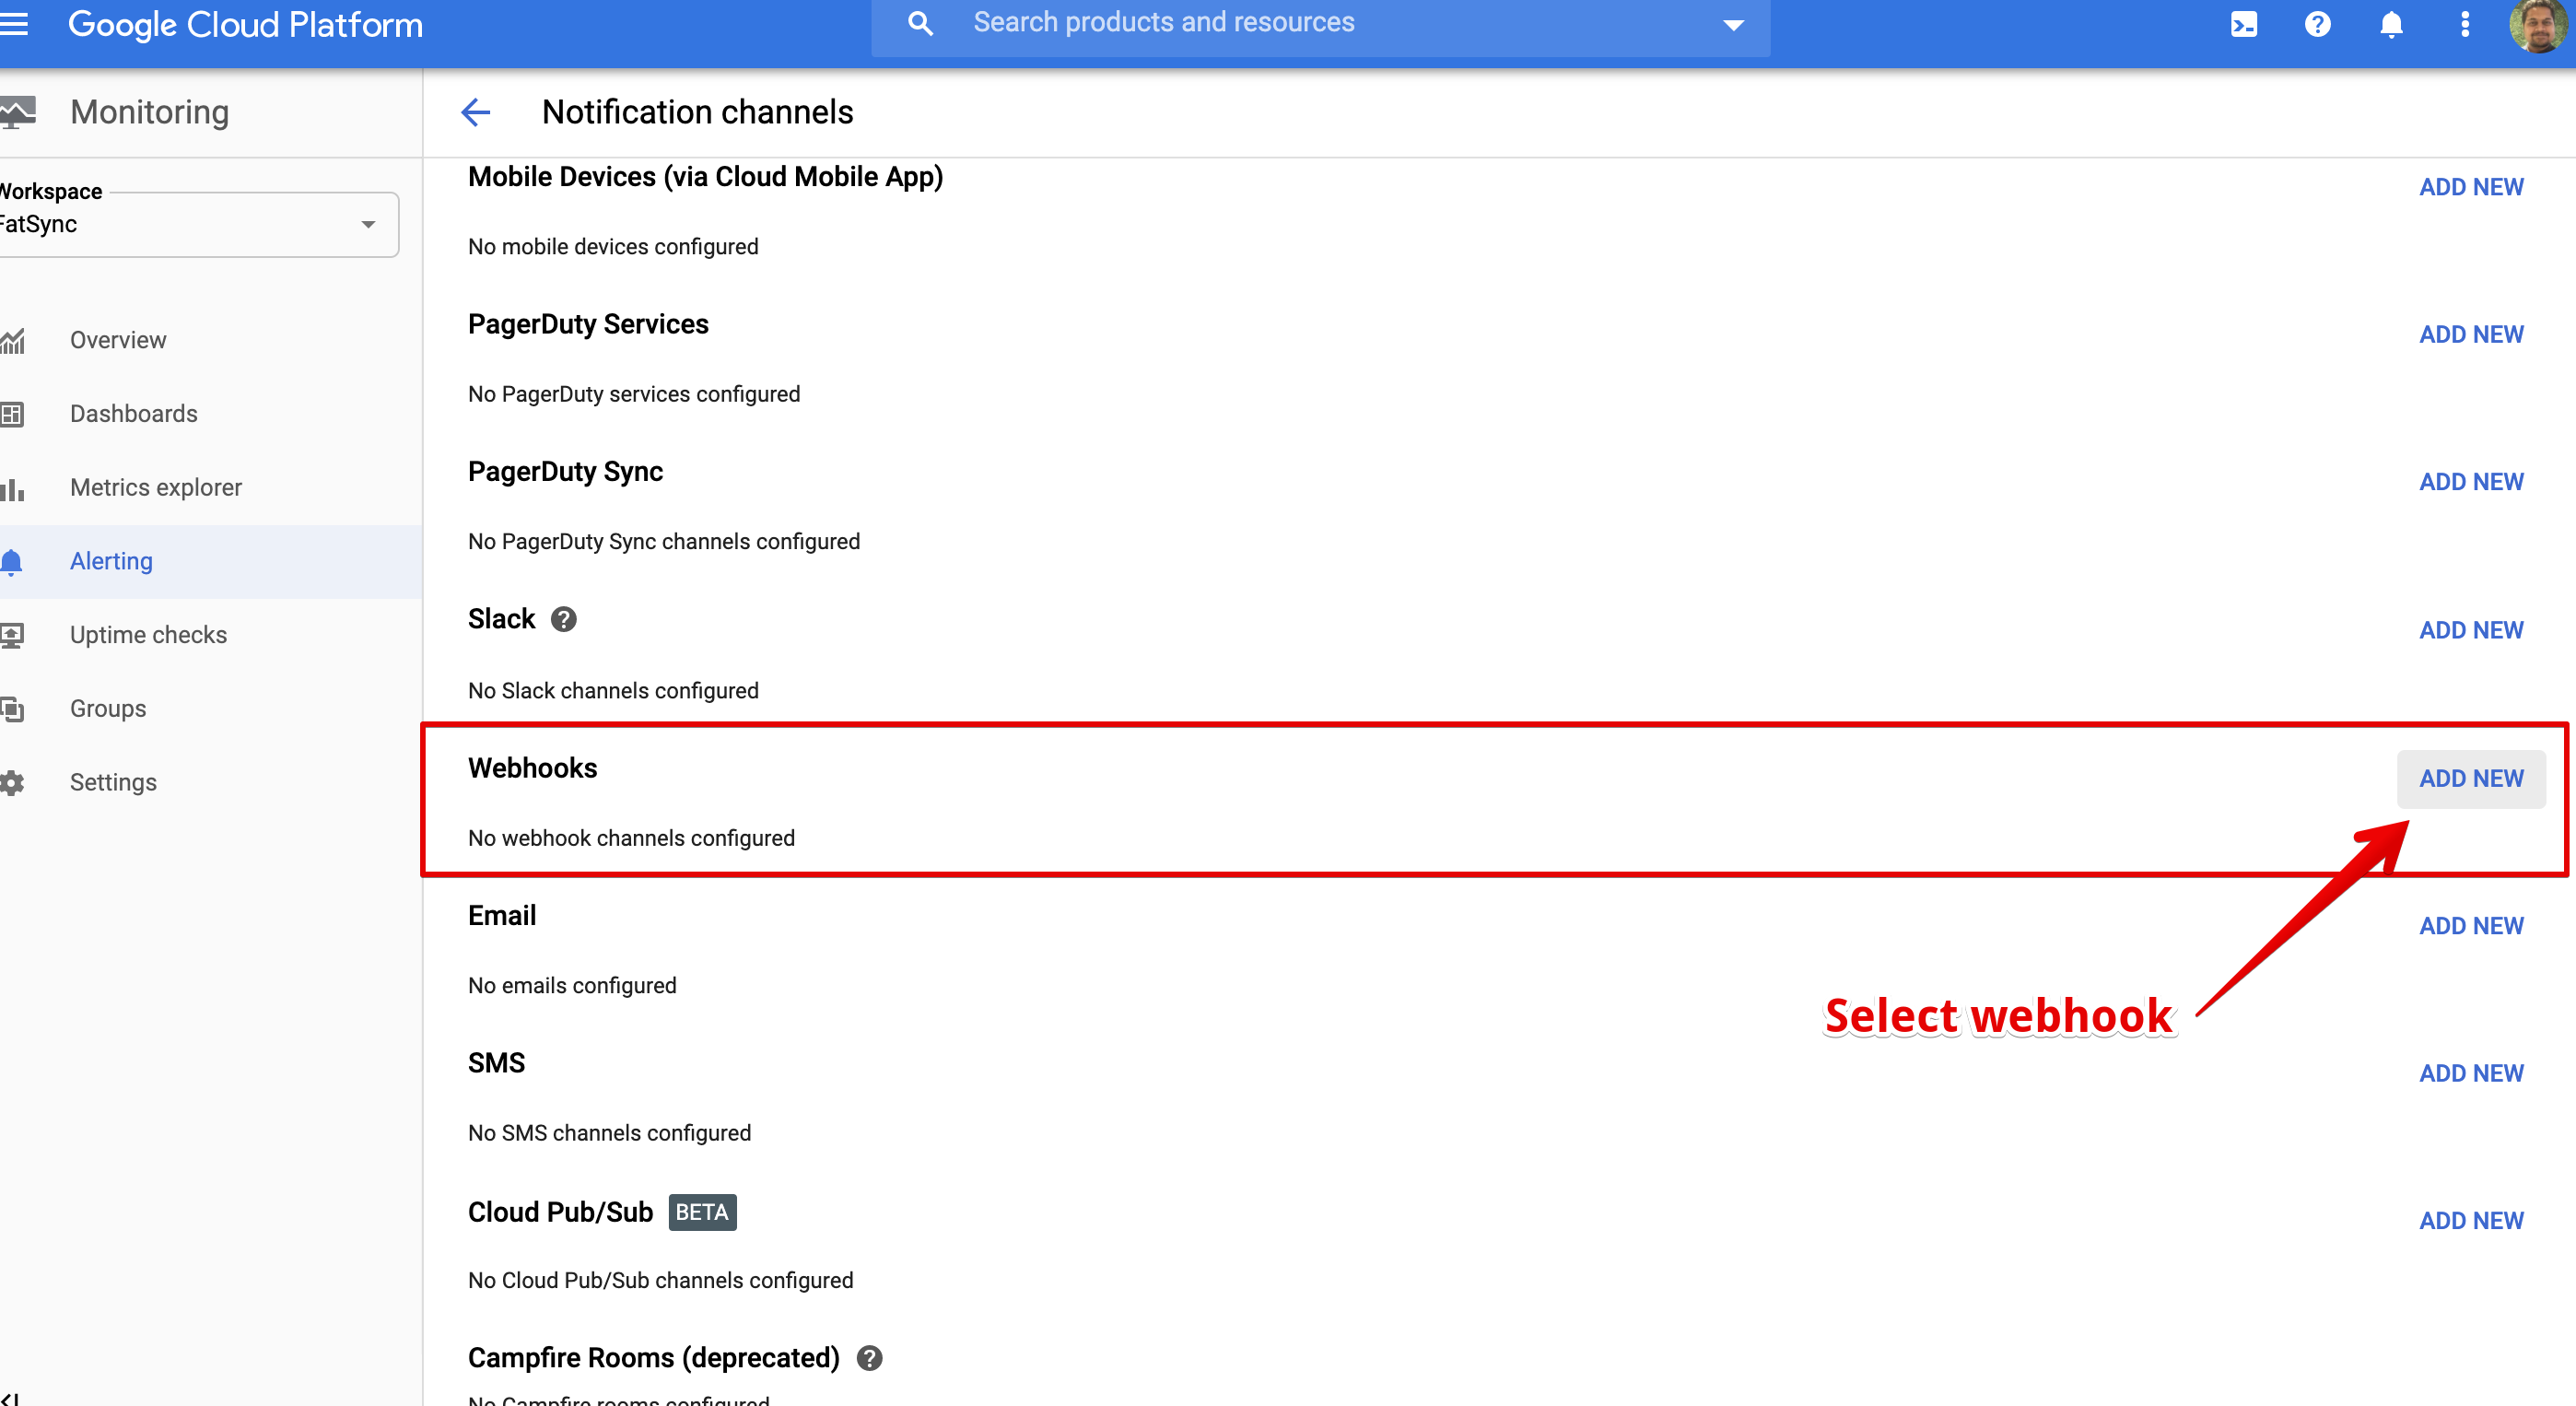 Google Cloud Platform
Search products and resources
Monitoring
Notification channels
Workspace
FatSync
Overview
Dashboards
Metrics explorer
Alerting
Uptime checks
Groups
Settings
Mobile Devices (via Cloud Mobile App)
ADD NEW
No mobile devices configured
PagerDuty Services
ADD NEW
No PagerDuty services configured
PagerDuty Sync
ADD NEW
No PagerDuty Sync channels configured
Slack
ADD NEW
No Slack channels configured
Webhooks
ADD NEW
No webhook channels configured
Email
ADD NEW
No emails configured
Select webhook
SMS
ADD NEW
No SMS channels configured
Cloud Pub/Sub BETA
ADD NEW
No Cloud Pub/Sub channels configured
Campfire Rooms (deprecated)
No Campfire rooms configured